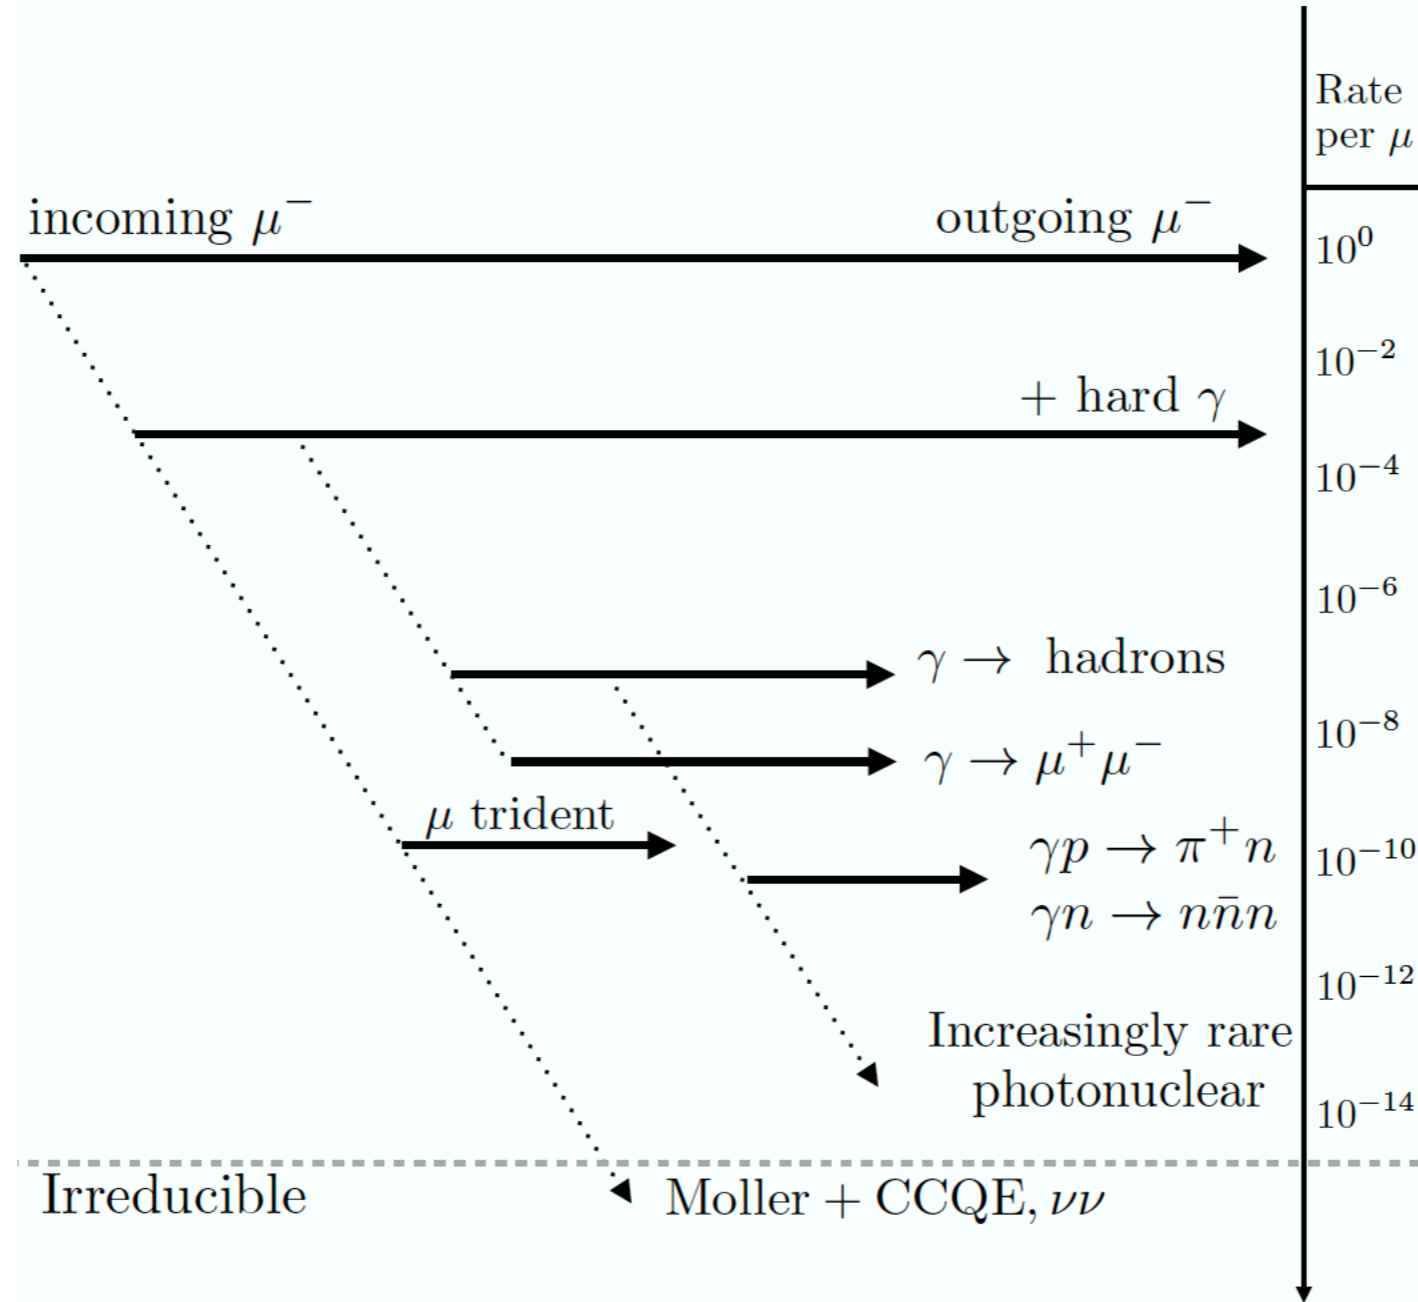 Rate
per μ
incoming μ⁻
outgoing μ⁻
10⁰
10⁻²
+ hard γ
10⁻⁴
10⁻⁶
γ → hadrons
10⁻⁸
γ → μ⁺μ⁻
μ trident
γp → π⁺n
10⁻¹⁰
γn → nn̄n
10⁻¹²
Increasingly rare
photonuclear
10⁻¹⁴
Irreducible
Moller + CCQE, νν